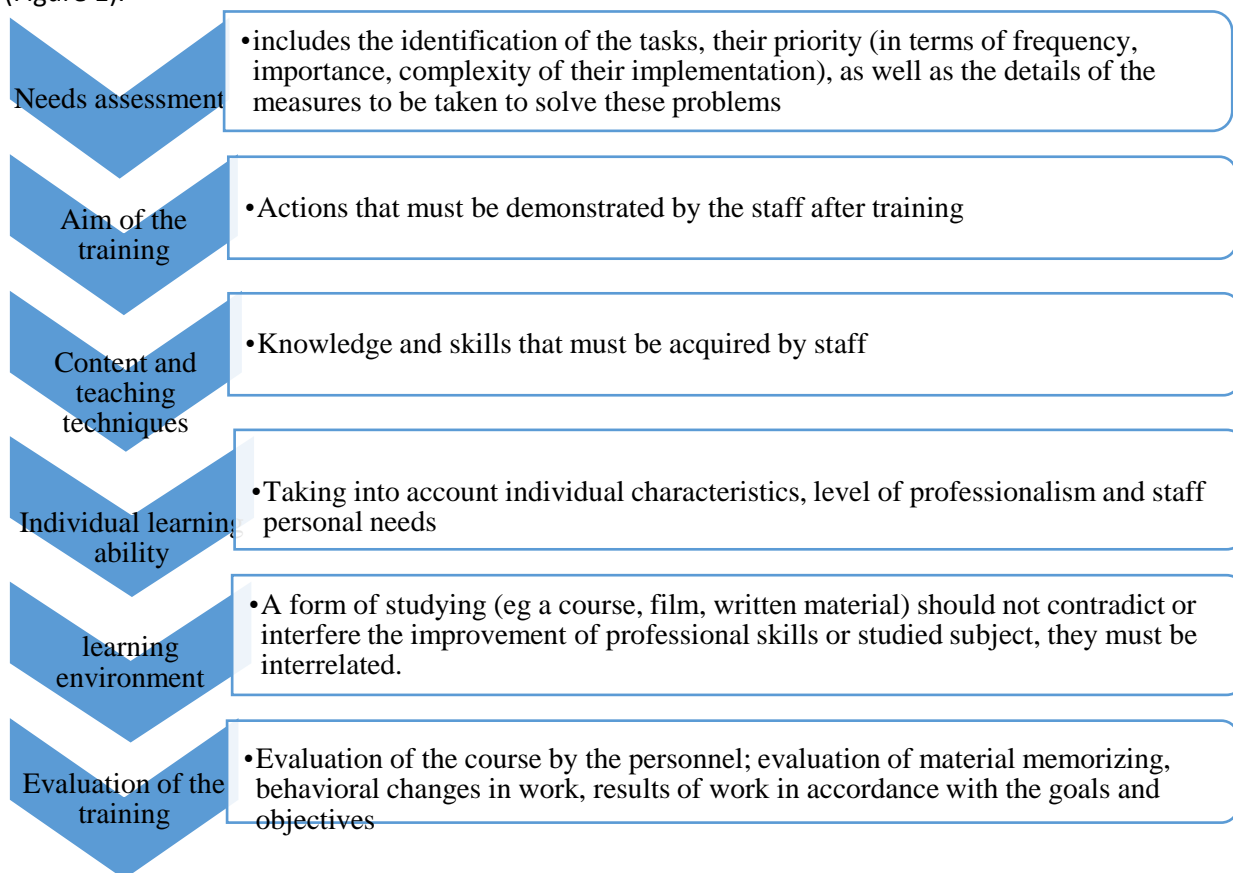 (Figure 1).
•includes the identification of the tasks, their priority (in terms of frequency,
importance, complexity of their implementation), as well as the details of the
measures to be taken to solve these problems
Needs assessment
•Actions that must be demonstrated by the staff after training
Aim of the
training
•Knowledge and skills that must be acquired by staff
Content and
teaching
techniques
•Taking into account individual characteristics, level of professionalism and staff
personal needs
Individual learning
ability
•A form of studying (eg a course, film, written material) should not contradict or
interfere the improvement of professional skills or studied subject, they must be
interrelated.
learning
environment
•Evaluation of the course by the personnel; evaluation of material memorizing,
behavioral changes in work, results of work in accordance with the goals and
objectives
Evaluation of the
training